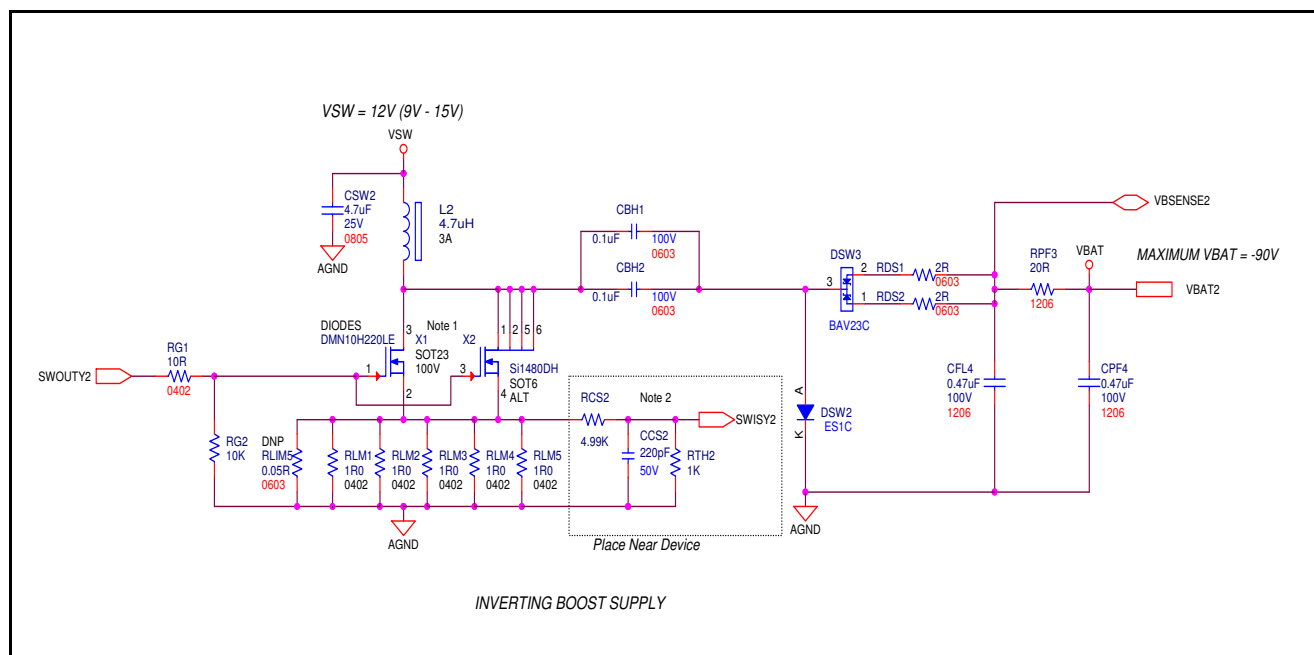 VSW = 12V (9V - 15V)
VSW
CSW2
4.7uF
25V
0805
AGND
L2
4.7uH
3A
CBH1
0.1uF
100V
0603
CBH2
0.1uF
100V
0603
DSW3
3
2
1
BAV23C
RDS1
2R
0603
RDS2
2R
0603
VBSENSE2
RPF3
20R
1206
VBAT
MAXIMUM VBAT = -90V
VBAT2
SWOUTY2
RG1
10R
0402
DIODES
DMN10H220LE
3
Note 1
X1
SOT23
100V
1
2
X2
1
2
5
6
3
4
Si1480DH
SOT6
ALT
RG2
10K
DNP
RLIM5
0.05R
0603
RLM1
1R0
0402
RLM2
1R0
0402
RLM3
1R0
0402
RLM4
1R0
0402
RLM5
1R0
0402
AGND
RCS2
4.99K
Note 2
CCS2
220pF
50V
RTH2
1K
SWISY2
Place Near Device
A
K
DSW2
ES1C
AGND
CFL4
0.47uF
100V
1206
CPF4
0.47uF
100V
1206
INVERTING BOOST SUPPLY